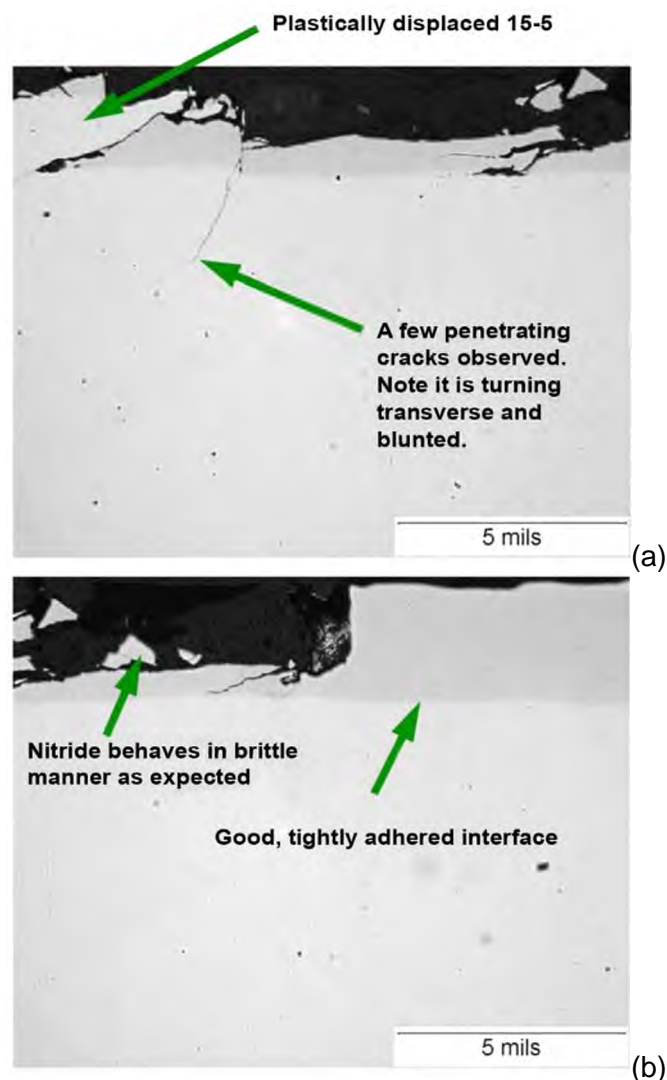 Plastically displaced 15-5
A few penetrating
cracks observed.
Note it is turning
transverse and
blunted.
5 mils
(a)
Nitride behaves in brittle
manner as expected
Good, tightly adhered interface
5 mils
(b)